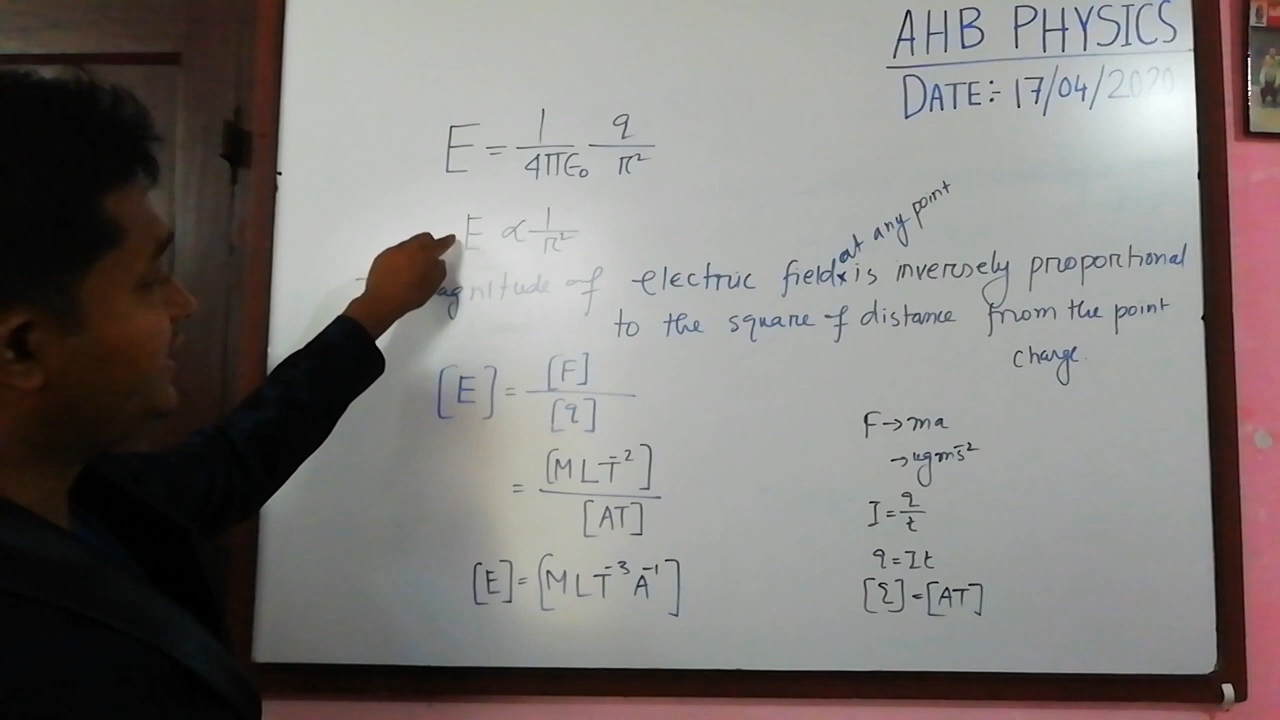 AHB PHYSICS
DATE:- 17/04/2020
E = 1/4πϵ₀ q/r²
E ∝ 1/r²
agnitude of electric field at any point is inversely proportional
to the square of distance from the point
charge.
[E] = [F]/[q]
= [MLT⁻²]/[AT]
[E] = [MLT⁻³A⁻¹]
F→ma
→kgms⁻²
I = q/t
q = It
[q] = [AT]